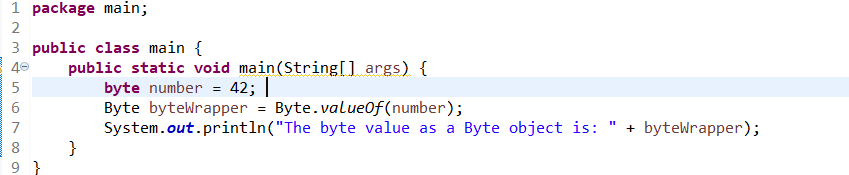 1 package main;
2
3 public class main {
4 public static void main(String[] args) {
5 byte number = 42;
6 Byte byteWrapper = Byte.valueOf(number);
7 System.out.println("The byte value as a Byte object is: " + byteWrapper);
8 }
9 }